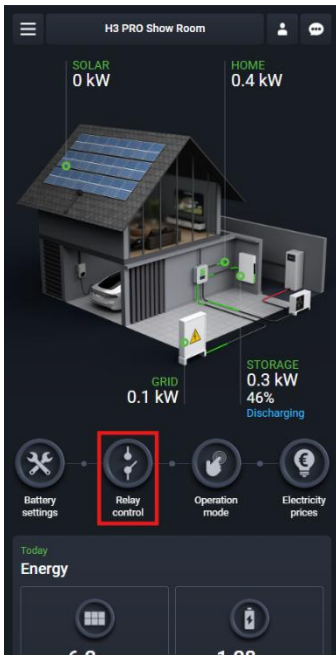 H3 PRO Show Room
SOLAR
0 kW
HOME
0.4 kW
GRID
0.1 kW
STORAGE
0.3 kW
46%
Discharging
Battery
settings
Relay
control
Operation
mode
Electricity
prices
Today
Energy